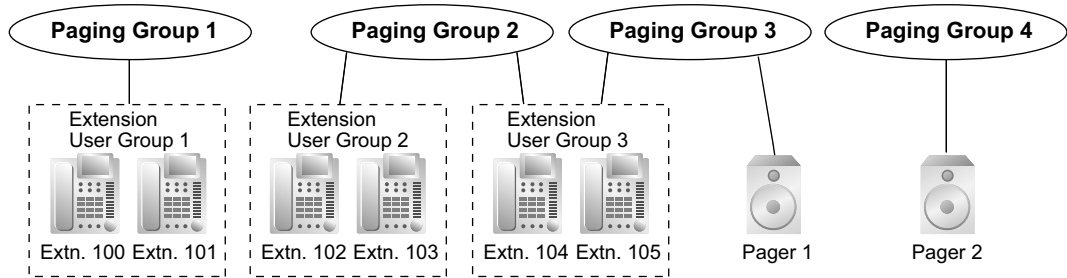 Paging Group 1
Paging Group 2
Paging Group 3
Paging Group 4
Extension
User Group 1
Extension
User Group 2
Extension
User Group 3
Extn. 100 Extn. 101
Extn. 102 Extn. 103
Extn. 104 Extn. 105
Pager 1
Pager 2